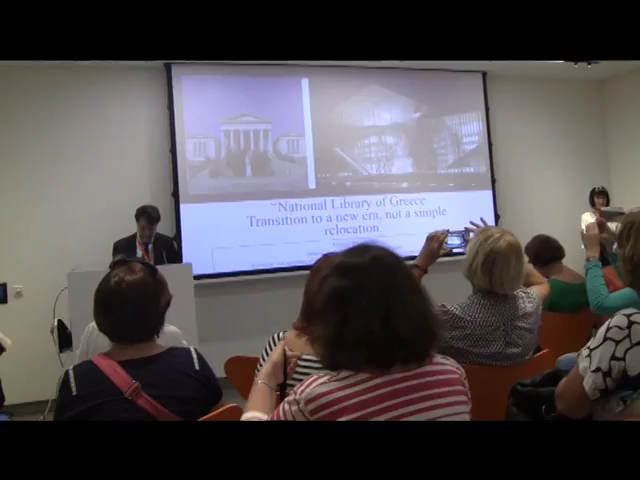 "National Library of Greece
Transition to a new era, not a simple
relocation.